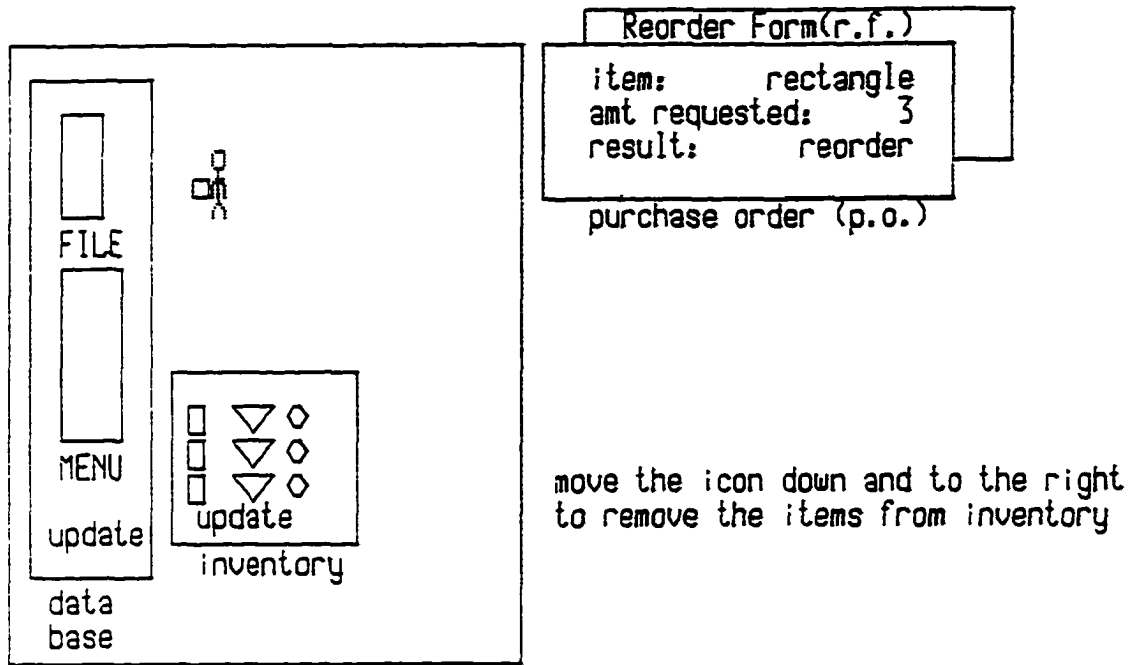 Reorder Form(r.f.)
item: rectangle
amt requested: 3
result: reorder
purchase order (p.o.)
FILE
MENU
update
data
base
update
inventory
move the icon down and to the right
to remove the items from inventory